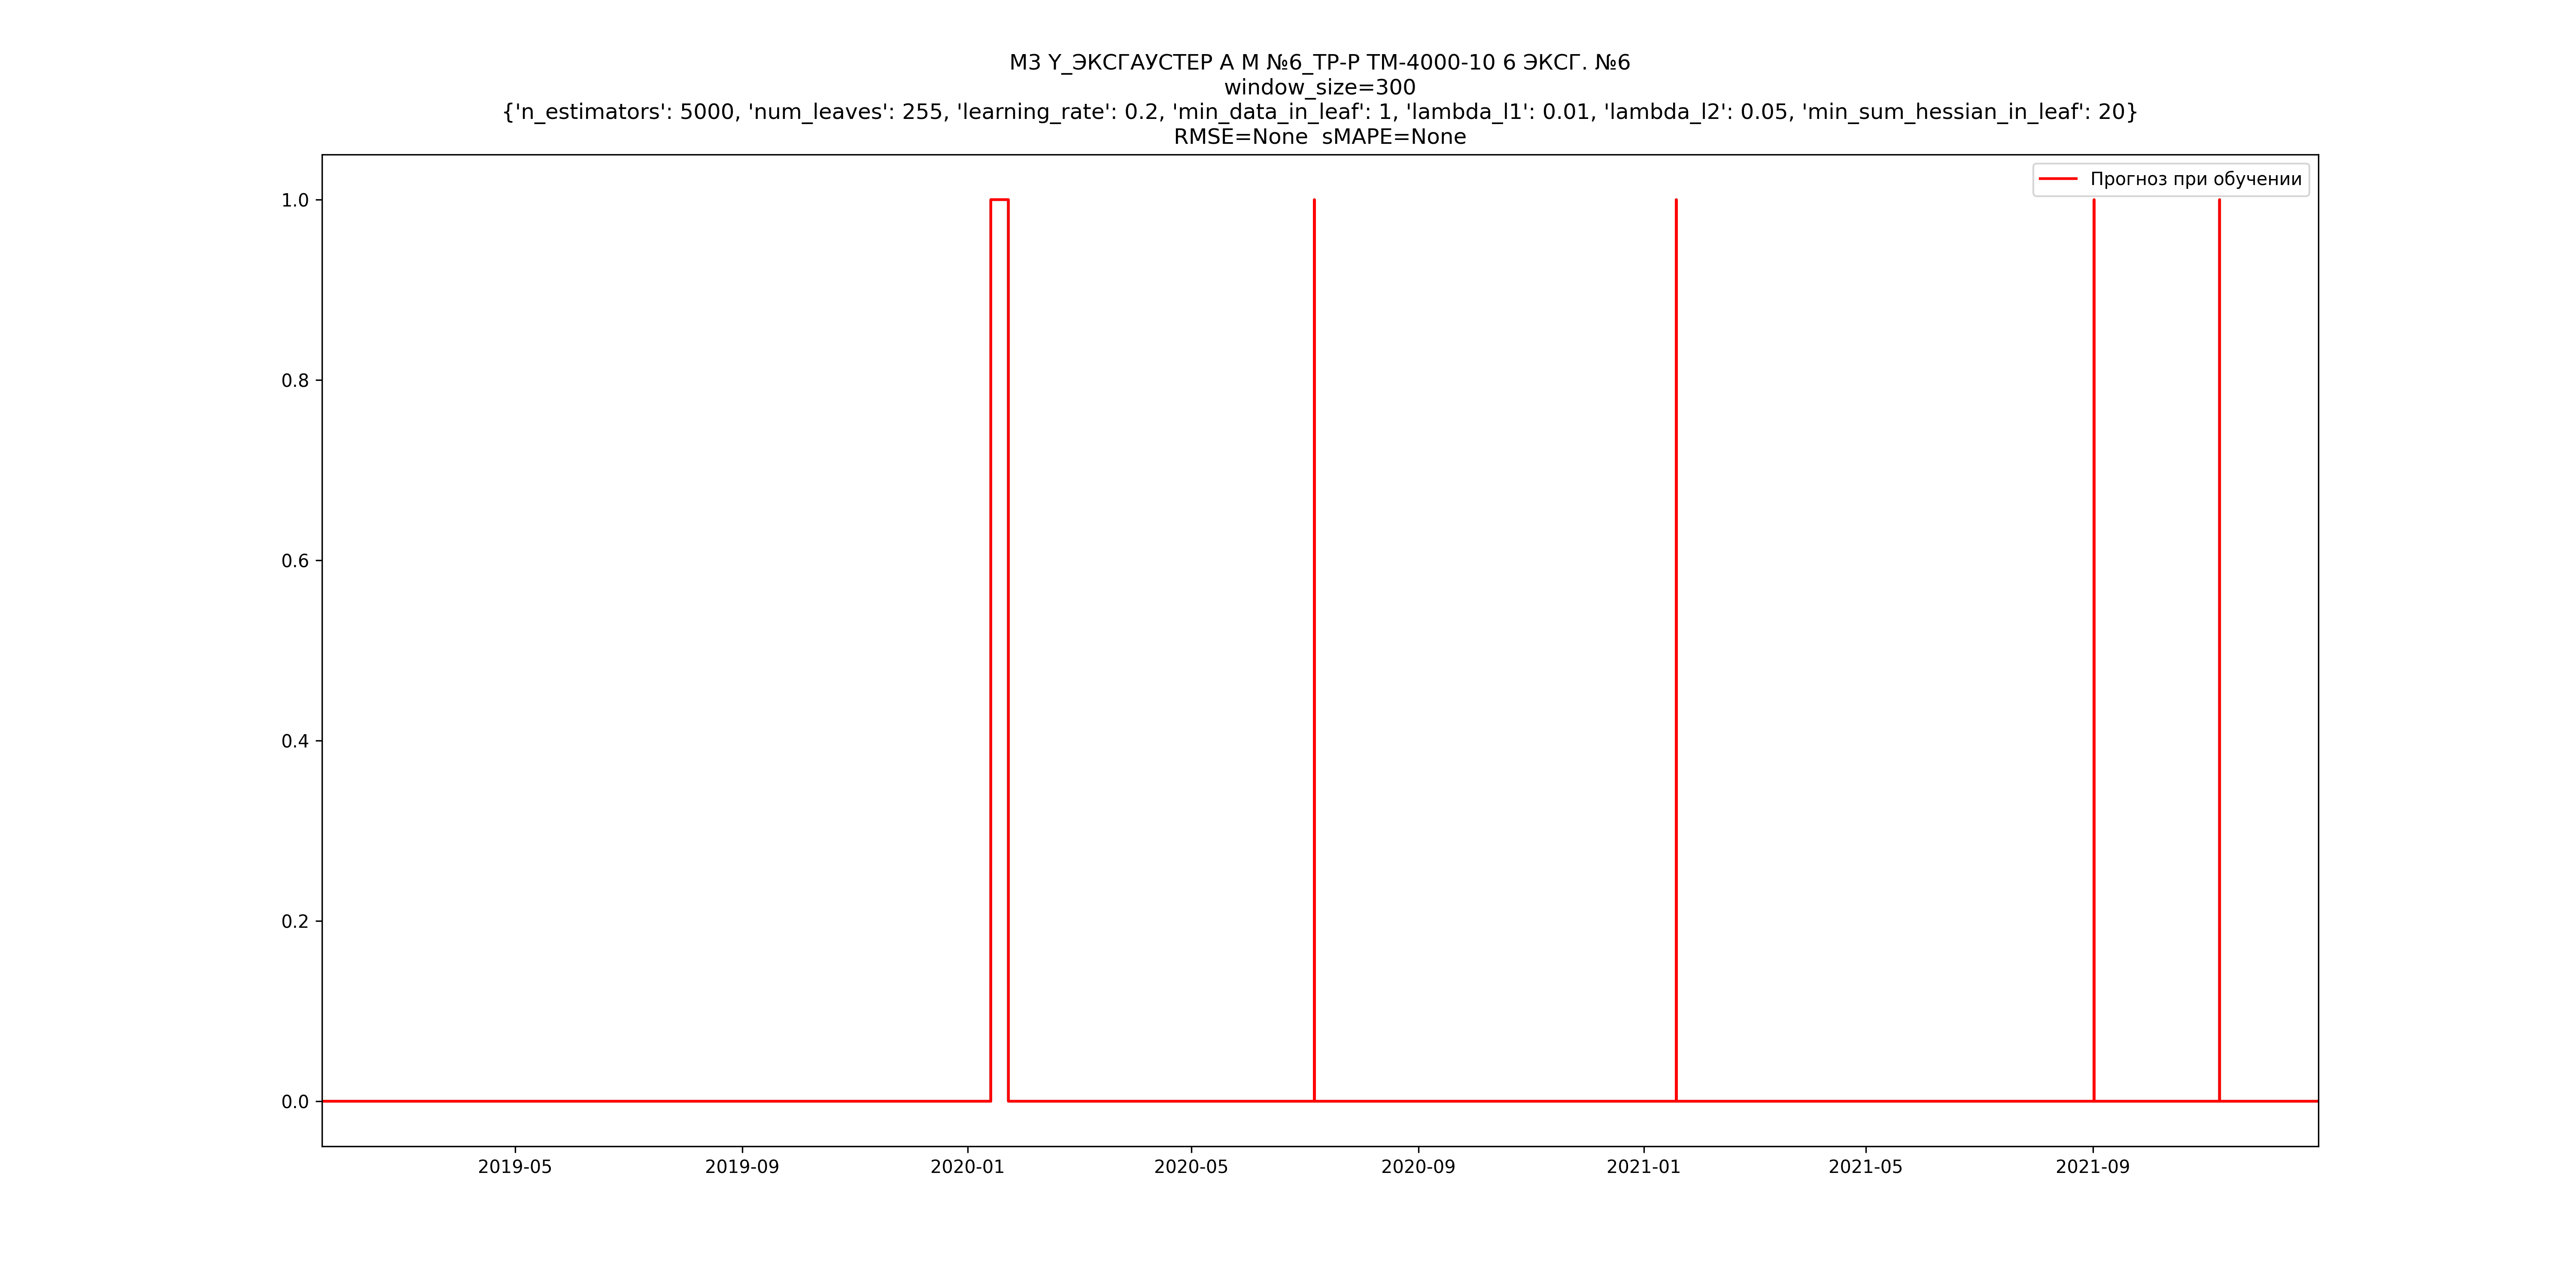 М3 Y_ЭКСГАУСТЕР А М №6_ТР-Р ТМ-4000-10 6 ЭКСГ. №6
window_size=300
{'n_estimators': 5000, 'num_leaves': 255, 'learning_rate': 0.2, 'min_data_in_leaf': 1, 'lambda_l1': 0.01, 'lambda_l2': 0.05, 'min_sum_hessian_in_leaf': 20}
RMSE=None  sMAPE=None
Прогноз при обучении
1.0
0.8
0.6
0.4
0.2
0.0
2019-05
2019-09
2020-01
2020-05
2020-09
2021-01
2021-05
2021-09